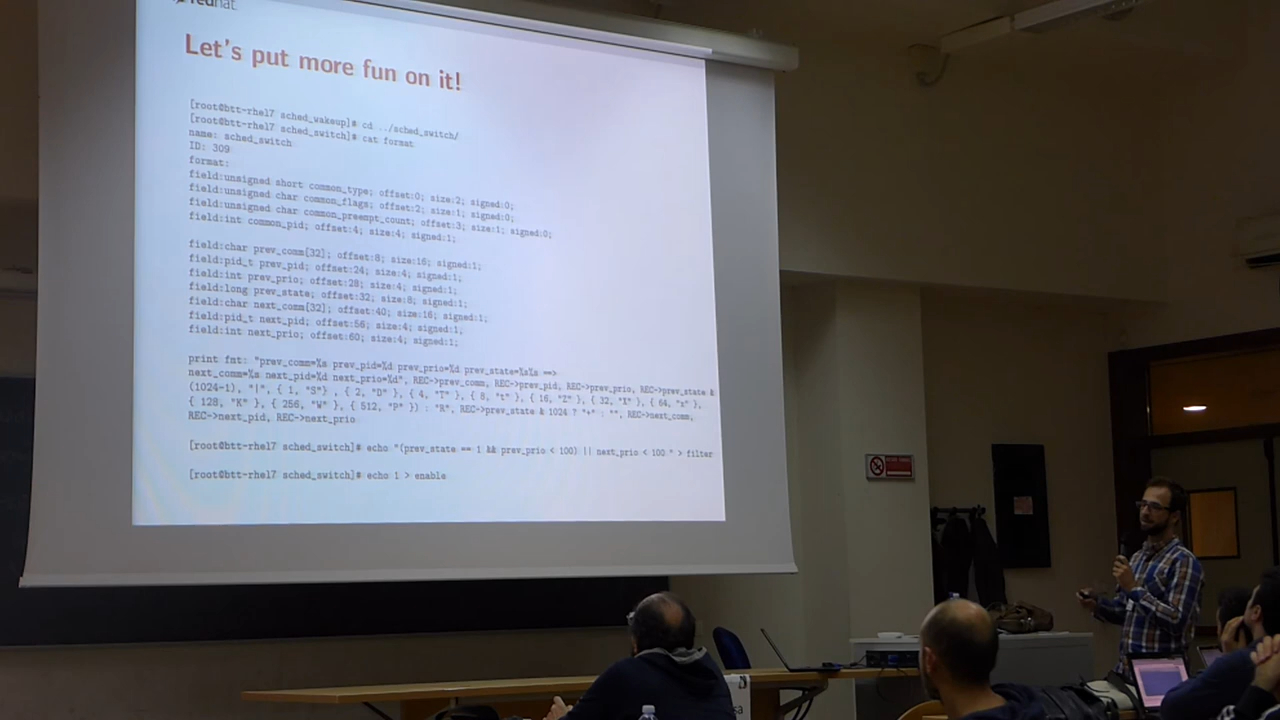 redhat.
Let's put more fun on it!
[root@btt-rhel7 sched_wakeup]# cd ../sched_switch/
[root@btt-rhel7 sched_switch]# cat format
name: sched_switch
ID: 309
format:
field:unsigned short common_type; offset:0; size:2; signed:0;
field:unsigned char common_flags; offset:2; size:1; signed:0;
field:unsigned char common_preempt_count; offset:3; size:1; signed:0;
field:int common_pid; offset:4; size:4; signed:1;
field:char prev_comm[32]; offset:8; size:16; signed:1;
field:pid_t prev_pid; offset:24; size:4; signed:1;
field:int prev_prio; offset:28; size:4; signed:1;
field:long prev_state; offset:32; size:8; signed:1;
field:char next_comm[32]; offset:40; size:16; signed:1;
field:pid_t next_pid; offset:56; size:4; signed:1;
field:int next_prio; offset:60; size:4; signed:1;
print fmt: "prev_comm=%s prev_pid=%d prev_prio=%d prev_state=%s%s ==>
next_comm=%s next_pid=%d next_prio=%d", REC->prev_comm, REC->prev_pid, REC->prev_prio, REC->prev_state &
(1024-1), "|", { 1, "S"} , { 2, "D" }, { 4, "T" }, { 8, "t" }, { 16, "Z" }, { 32, "X" }, { 64, "x" },
{ 128, "K" }, { 256, "W" }, { 512, "P" }) : "R", REC->prev_state & 1024 ? "+" : "", REC->next_comm,
REC->next_pid, REC->next_prio
[root@btt-rhel7 sched_switch]# echo "(prev_state == 1 && prev_prio < 100) || next_prio < 100 " > filter
[root@btt-rhel7 sched_switch]# echo 1 > enable